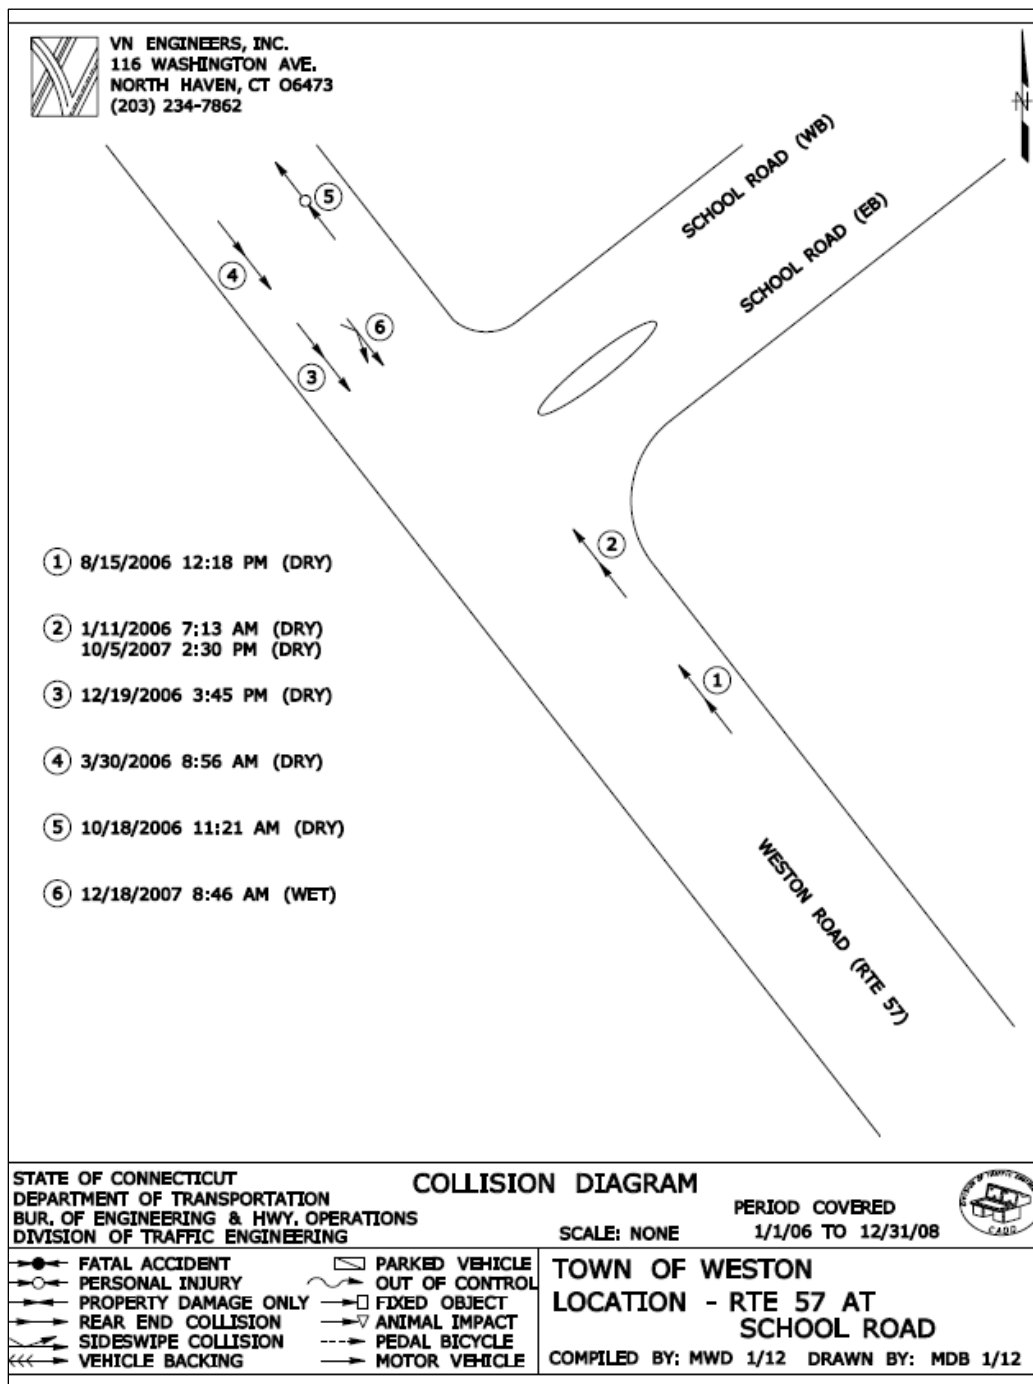 VN ENGINEERS, INC.
116 WASHINGTON AVE.
NORTH HAVEN, CT 06473
(203) 234-7862
N
SCHOOL ROAD (WB)
SCHOOL ROAD (EB)
5
4
6
3
2
1
WESTON ROAD (RTE 57)
1 8/15/2006 12:18 PM (DRY)
2 1/11/2006 7:13 AM (DRY)
10/5/2007 2:30 PM (DRY)
3 12/19/2006 3:45 PM (DRY)
4 3/30/2006 8:56 AM (DRY)
5 10/18/2006 11:21 AM (DRY)
6 12/18/2007 8:46 AM (WET)
STATE OF CONNECTICUT
DEPARTMENT OF TRANSPORTATION
BUR. OF ENGINEERING & HWY. OPERATIONS
DIVISION OF TRAFFIC ENGINEERING
COLLISION DIAGRAM
SCALE: NONE
PERIOD COVERED
1/1/06 TO 12/31/08
CADD
FATAL ACCIDENT
PERSONAL INJURY
PROPERTY DAMAGE ONLY
REAR END COLLISION
SIDESWIPE COLLISION
VEHICLE BACKING
PARKED VEHICLE
OUT OF CONTROL
FIXED OBJECT
ANIMAL IMPACT
PEDAL BICYCLE
MOTOR VEHICLE
TOWN OF WESTON
LOCATION - RTE 57 AT
SCHOOL ROAD
COMPILED BY: MWD 1/12 DRAWN BY: MDB 1/12